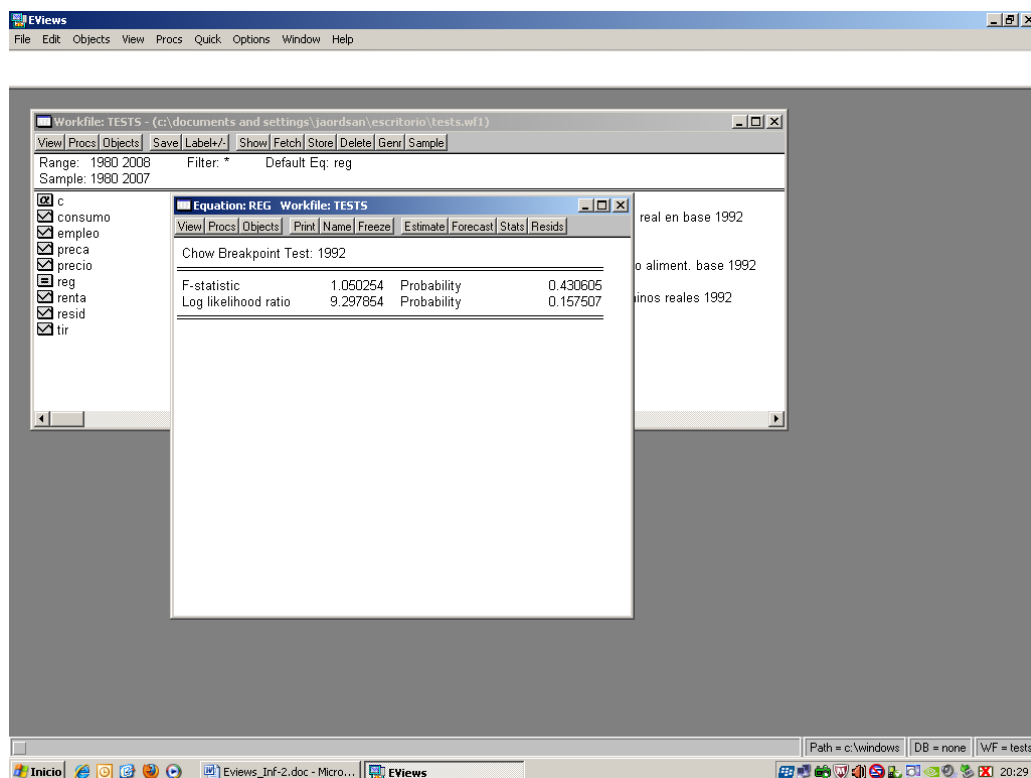 EViews
File Edit Objects View Procs Quick Options Window Help
Workfile: TESTS - (c:\documents and settings\jaordsan\escritorio\tests.wf1)
View Procs Objects Save Label+/- Show Fetch Store Delete Genr Sample
Range: 1980 2008 Filter: * Default Eq: reg
Sample: 1980 2007
c
consumo
empleo
preca
precio
reg
renta
resid
tir
real en base 1992
o aliment. base 1992
inos reales 1992
Equation: REG Workfile: TESTS
View Procs Objects Print Name Freeze Estimate Forecast Stats Resids
Chow Breakpoint Test: 1992
F-statistic 1.050254 Probability 0.430605
Log likelihood ratio 9.297854 Probability 0.157507
Path = c:\windows DB = none WF = tests
Inicio Eviews_Inf-2.doc - Micro... EViews 20:29